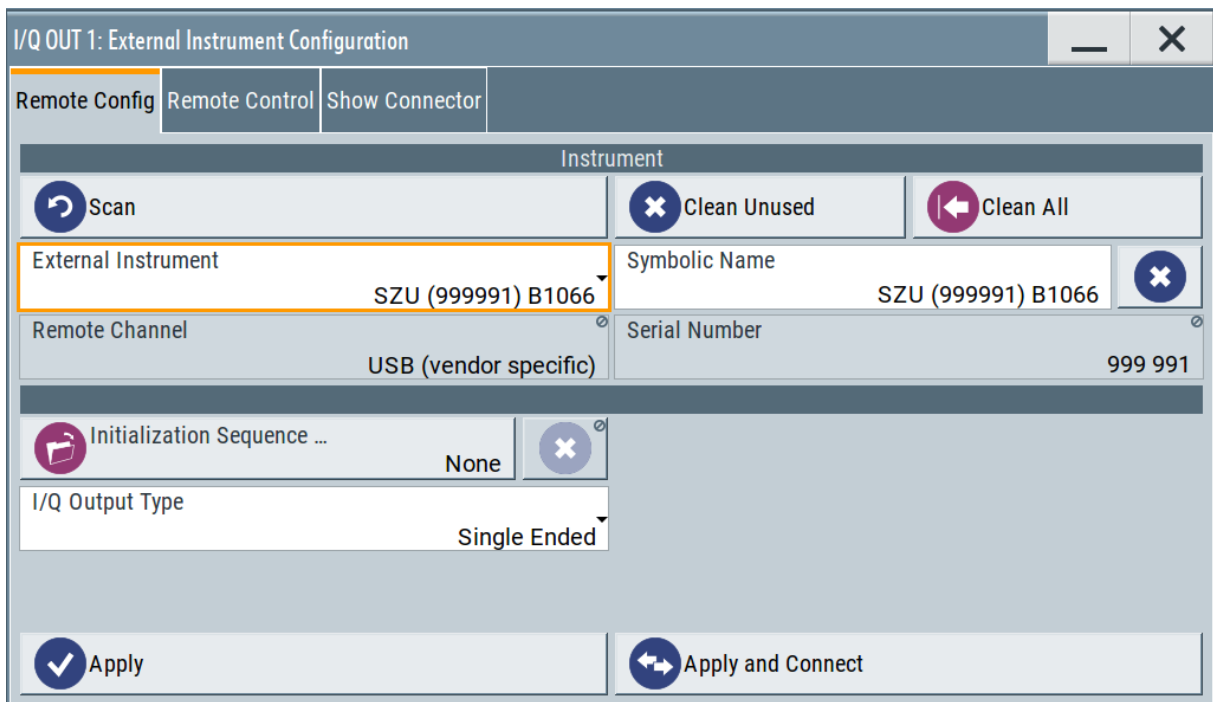 I/Q OUT 1: External Instrument Configuration
Remote Config Remote Control Show Connector
Instrument
Scan Clean Unused Clean All
External Instrument Symbolic Name
SZU (999991) B1066 SZU (999991) B1066
Remote Channel Serial Number
USB (vendor specific) 999 991
Initialization Sequence ...
None
I/Q Output Type
Single Ended
Apply Apply and Connect